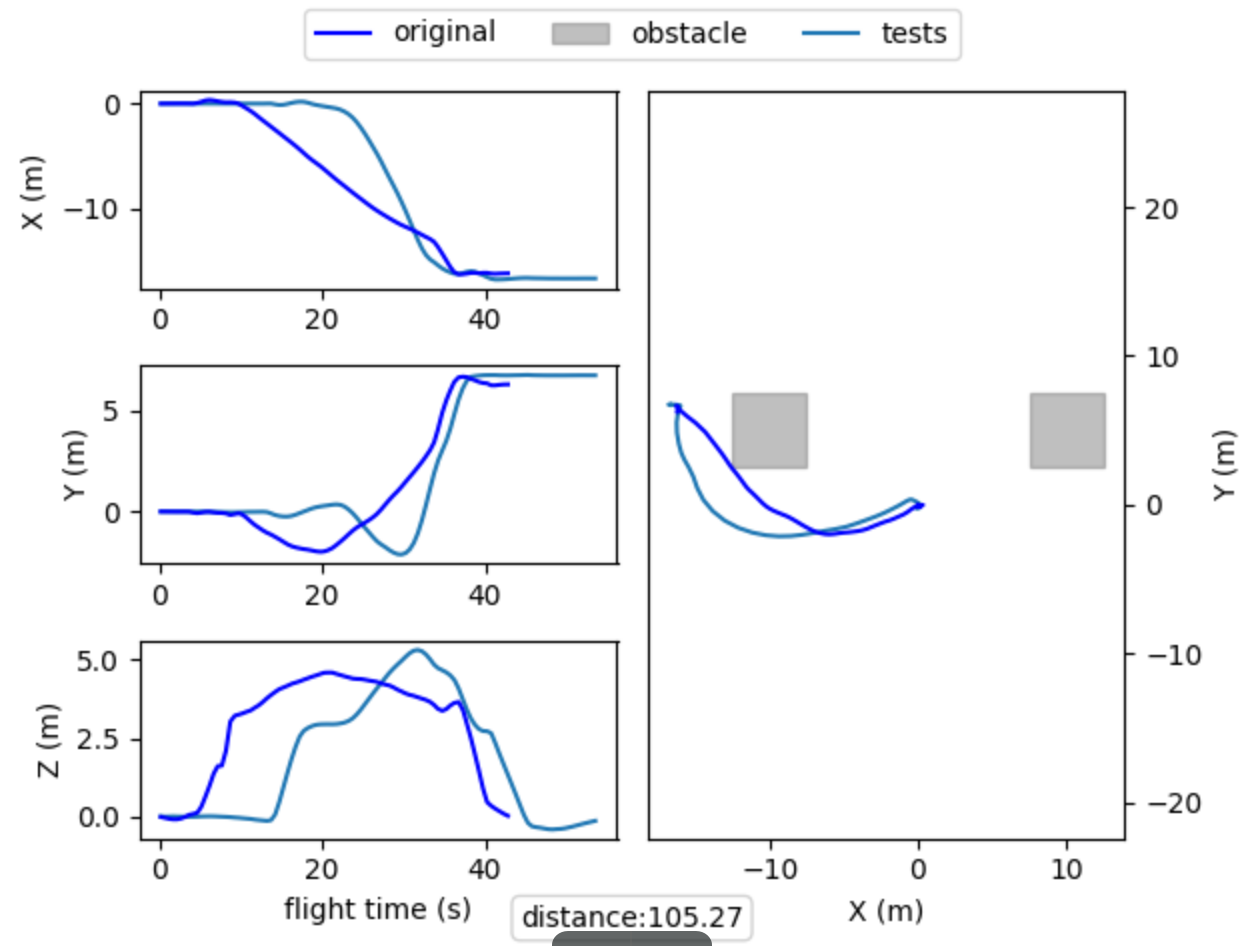 original obstacle tests
0
−10
X (m)
0 20 40
5
0
Y (m)
0 20 40
5.0
2.5
0.0
Z (m)
0 20 40
flight time (s)
20
10
0
−10
−20
Y (m)
−10 0 10
X (m)
distance:105.27